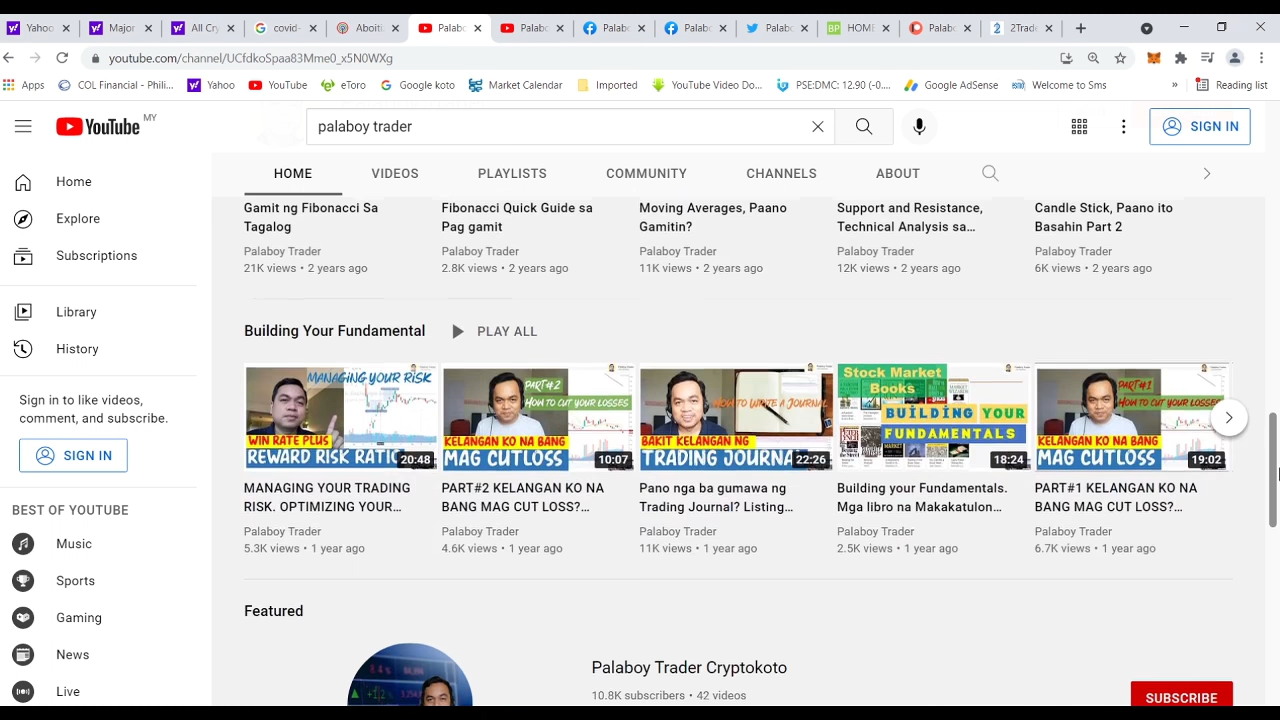 Yahoo
Major
All Cry
covid-
Aboiti
Palab
Palab
Palab
Palab
Palab
HOME
Palab
2Trade
youtube.com/channel/UCfdkoSpaa83Mme0_x5N0WXg
Apps
COL Financial - Phili...
Yahoo
YouTube
eToro
Google koto
Market Calendar
Imported
YouTube Video Do...
PSE:DMC: 12.90 (-0....
Google AdSense
Welcome to Sms
»
Reading list
YouTube MY
palaboy trader
SIGN IN
HOME
VIDEOS
PLAYLISTS
COMMUNITY
CHANNELS
ABOUT
Home
Explore
Subscriptions
Library
History
Sign in to like videos,
comment, and subscribe.
SIGN IN
BEST OF YOUTUBE
Music
Sports
Gaming
News
Live
Gamit ng Fibonacci Sa
Tagalog
Palaboy Trader
21K views • 2 years ago
Fibonacci Quick Guide sa
Pag gamit
Palaboy Trader
2.8K views • 2 years ago
Moving Averages, Paano
Gamitin?
Palaboy Trader
11K views • 2 years ago
Support and Resistance,
Technical Analysis sa...
Palaboy Trader
12K views • 2 years ago
Candle Stick, Paano ito
Basahin Part 2
Palaboy Trader
6K views • 2 years ago
Building Your Fundamental
PLAY ALL
MANAGING YOUR RISK
WIN RATE PLUS
REWARD RISK RATIO
20:48
MANAGING YOUR TRADING
RISK. OPTIMIZING YOUR...
Palaboy Trader
5.3K views • 1 year ago
PART#2
HOW TO CUT YOUR LOSSES
KELANGAN KO NA BANG
MAG CUTLOSS
10:07
PART#2 KELANGAN KO NA
BANG MAG CUT LOSS?...
Palaboy Trader
4.6K views • 1 year ago
HOW TO WRITE A JOURNAL
BAKIT KELANGAN NG
TRADING JOURNA
22:26
Pano nga ba gumawa ng
Trading Journal? Listing...
Palaboy Trader
11K views • 1 year ago
Stock Market
Books
BUILDING YOUR
FUNDAMENTALS
18:24
Building your Fundamentals.
Mga libro na Makakatulon...
Palaboy Trader
2.5K views • 1 year ago
PART#1
HOW TO CUT YOUR LOSSES
KELANGAN KO NA BANG
MAG CUTLOSS
19:02
PART#1 KELANGAN KO NA
BANG MAG CUT LOSS?...
Palaboy Trader
6.7K views • 1 year ago
Featured
Palaboy Trader Cryptokoto
10.8K subscribers • 42 videos
SUBSCRIBE